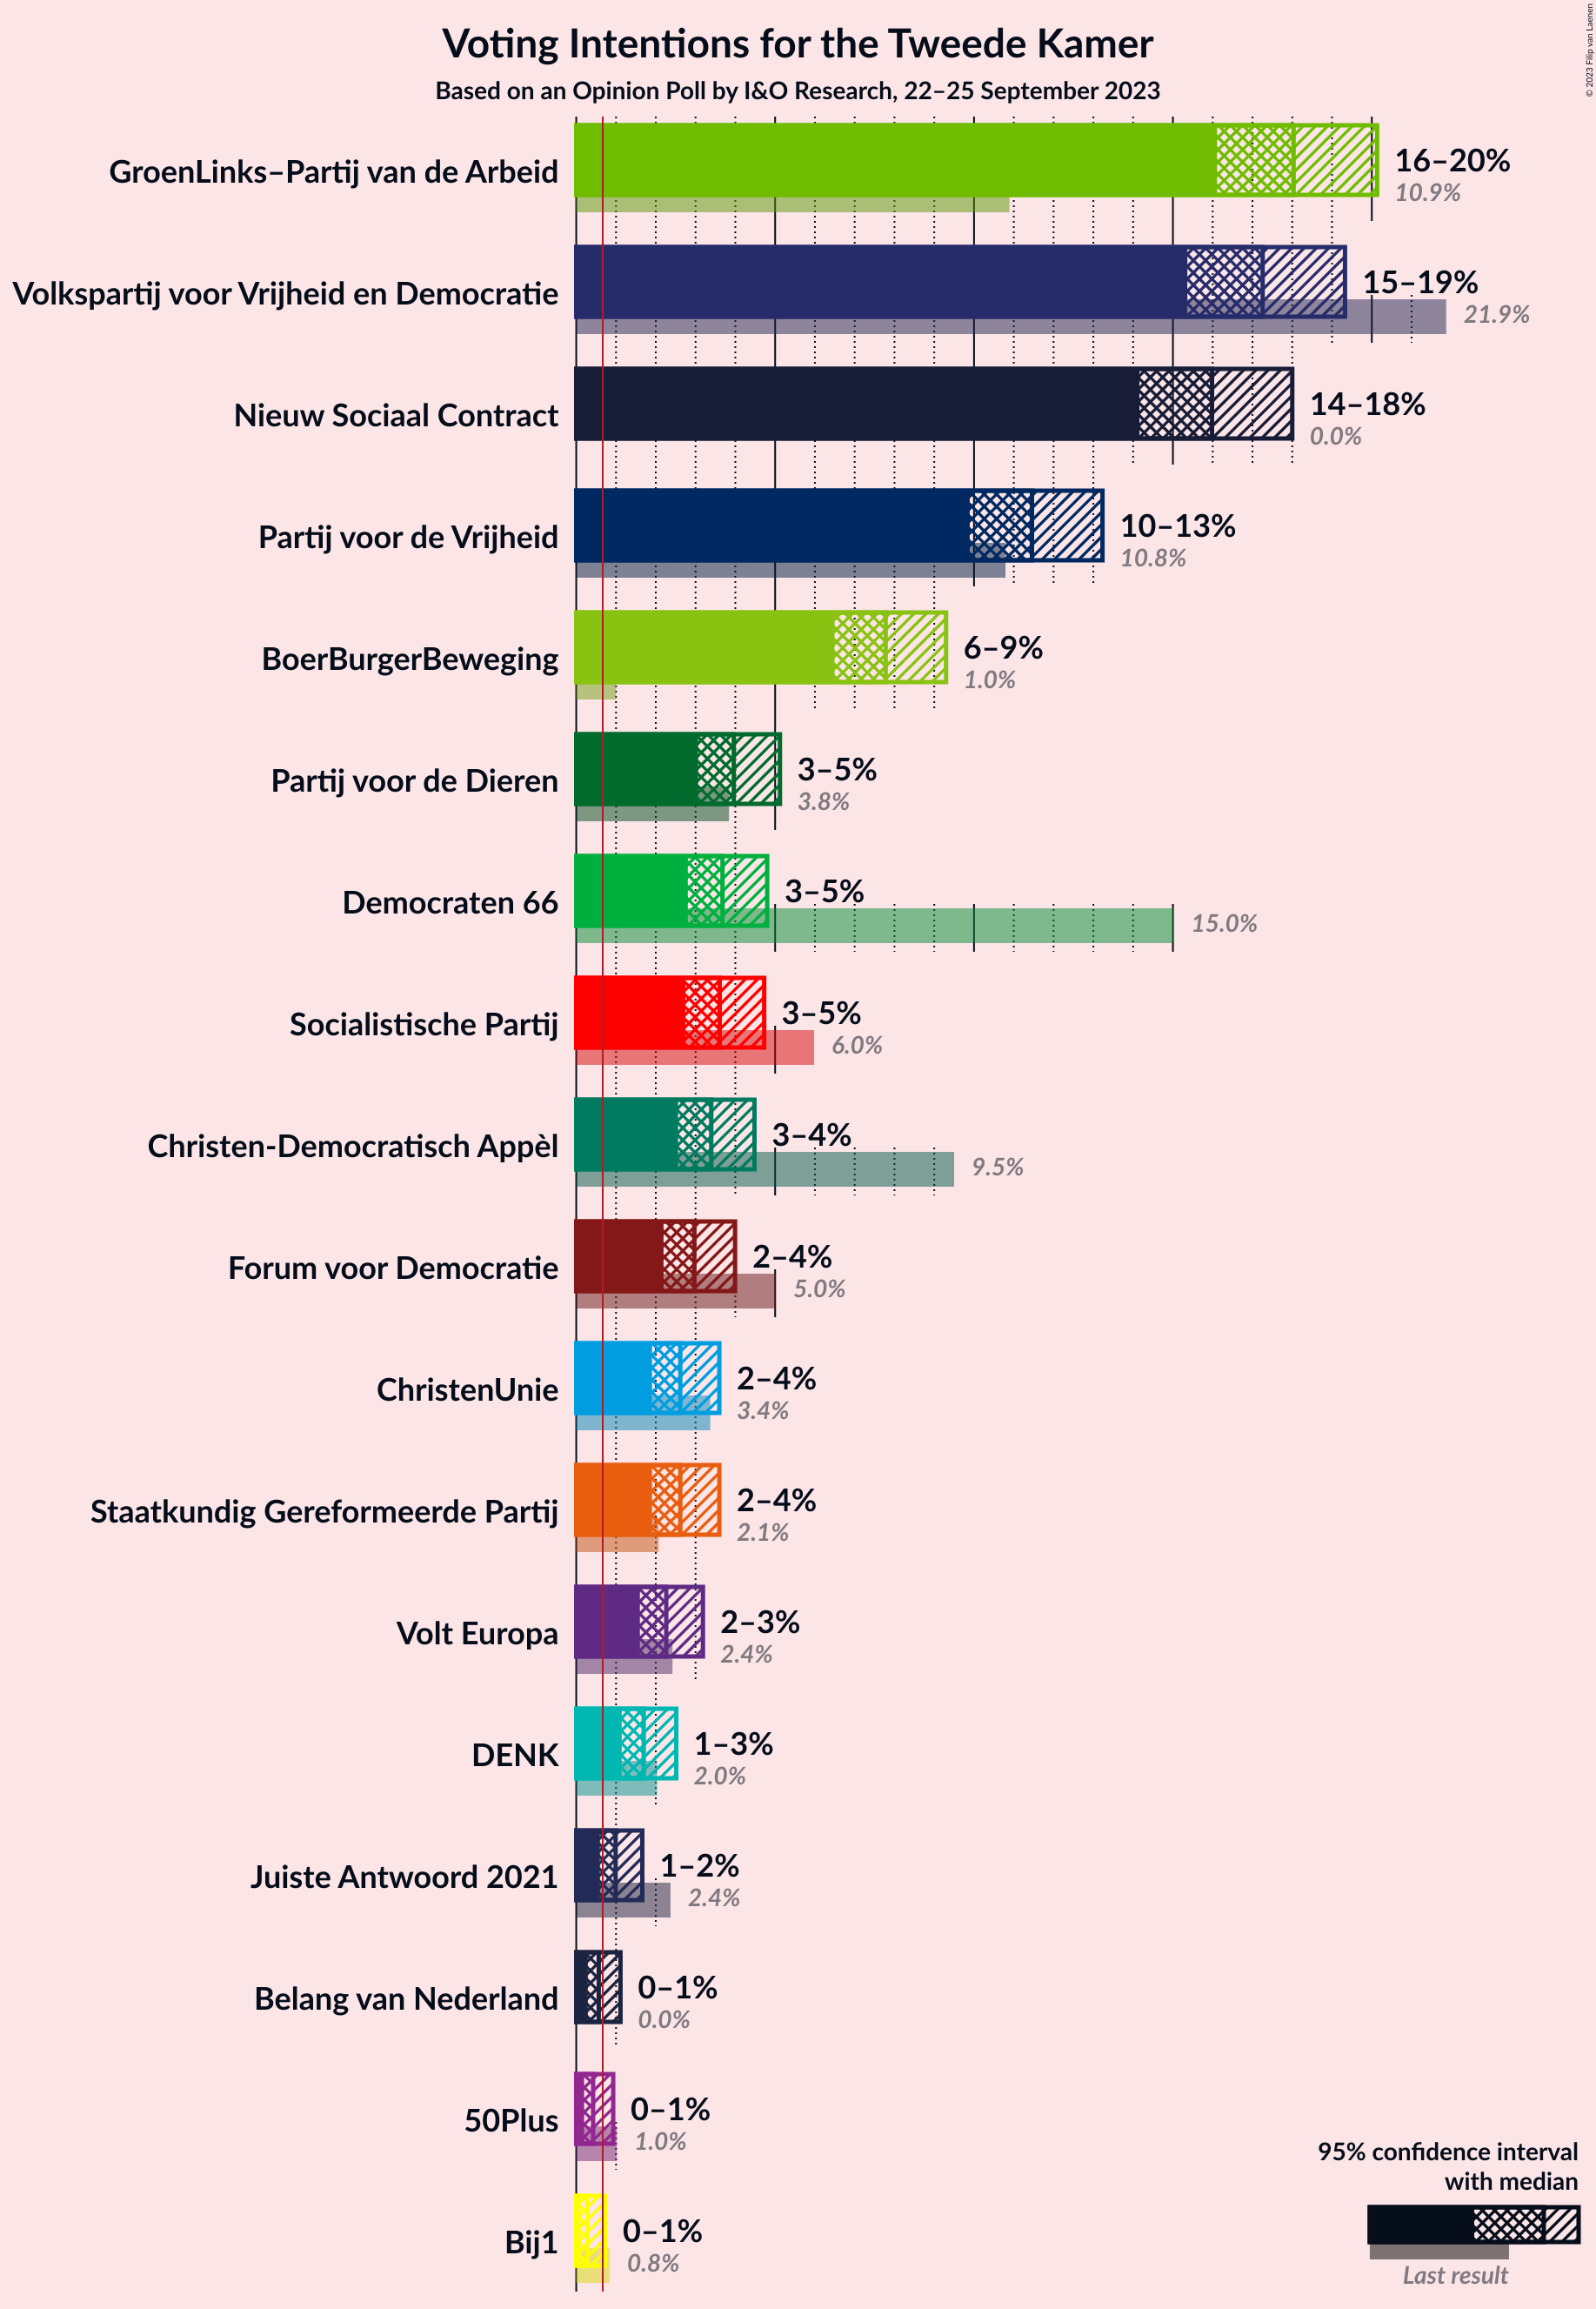 Voting Intentions for the Tweede Kamer
Based on an Opinion Poll by I&O Research, 22–25 September 2023
© 2023 Filip van Laenen
GroenLinks–Partij van de Arbeid
16–20%
10.9%
Volkspartij voor Vrijheid en Democratie
15–19%
21.9%
Nieuw Sociaal Contract
14–18%
0.0%
Partij voor de Vrijheid
10–13%
10.8%
BoerBurgerBeweging
6–9%
1.0%
Partij voor de Dieren
3–5%
3.8%
Democraten 66
3–5%
15.0%
Socialistische Partij
3–5%
6.0%
Christen-Democratisch Appèl
3–4%
9.5%
Forum voor Democratie
2–4%
5.0%
ChristenUnie
2–4%
3.4%
Staatkundig Gereformeerde Partij
2–4%
2.1%
Volt Europa
2–3%
2.4%
DENK
1–3%
2.0%
Juiste Antwoord 2021
1–2%
2.4%
Belang van Nederland
0–1%
0.0%
50Plus
0–1%
1.0%
Bij1
0–1%
0.8%
95% confidence interval
with median
Last result